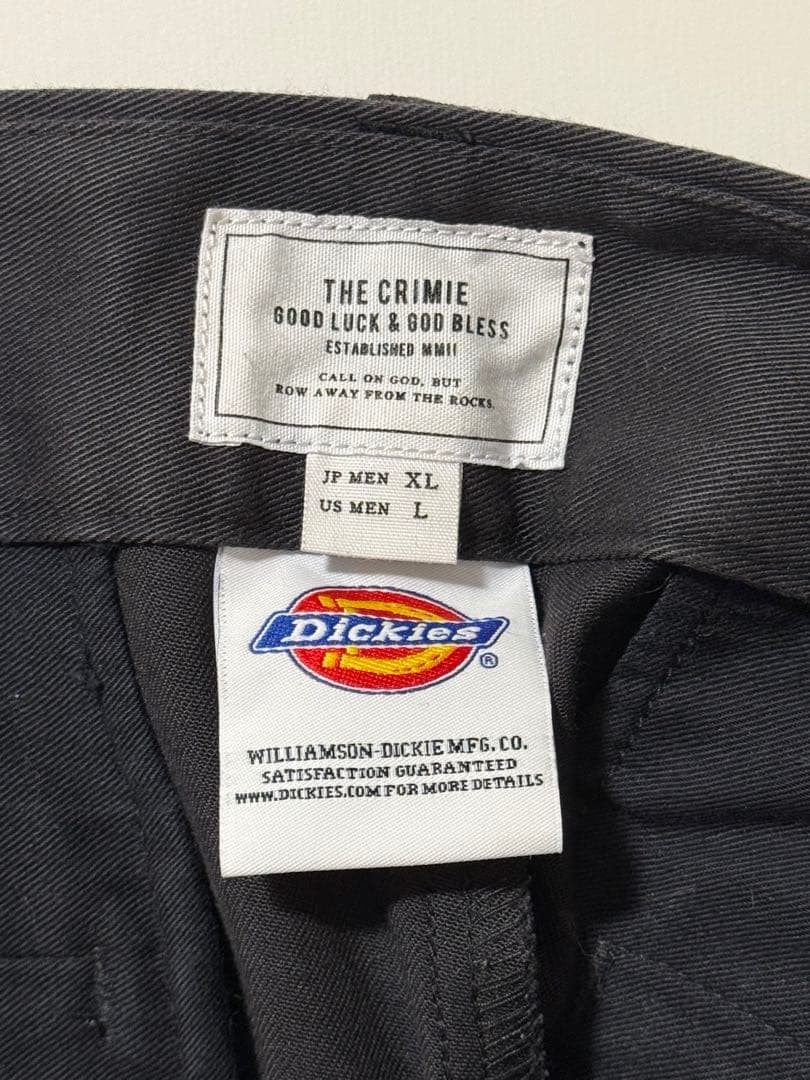 THE CRIMIE
GOOD LUCK & GOD BLESS
ESTABLISHED MMII
CALL ON GOD, BUT
ROW AWAY FROM THE ROCKS.
JP MEN XL
US MEN L
Dickies®
WILLIAMSON-DICKIE MFG. CO.
SATISFACTION GUARANTEED
WWW.DICKIES.COM FOR MORE DETAILS